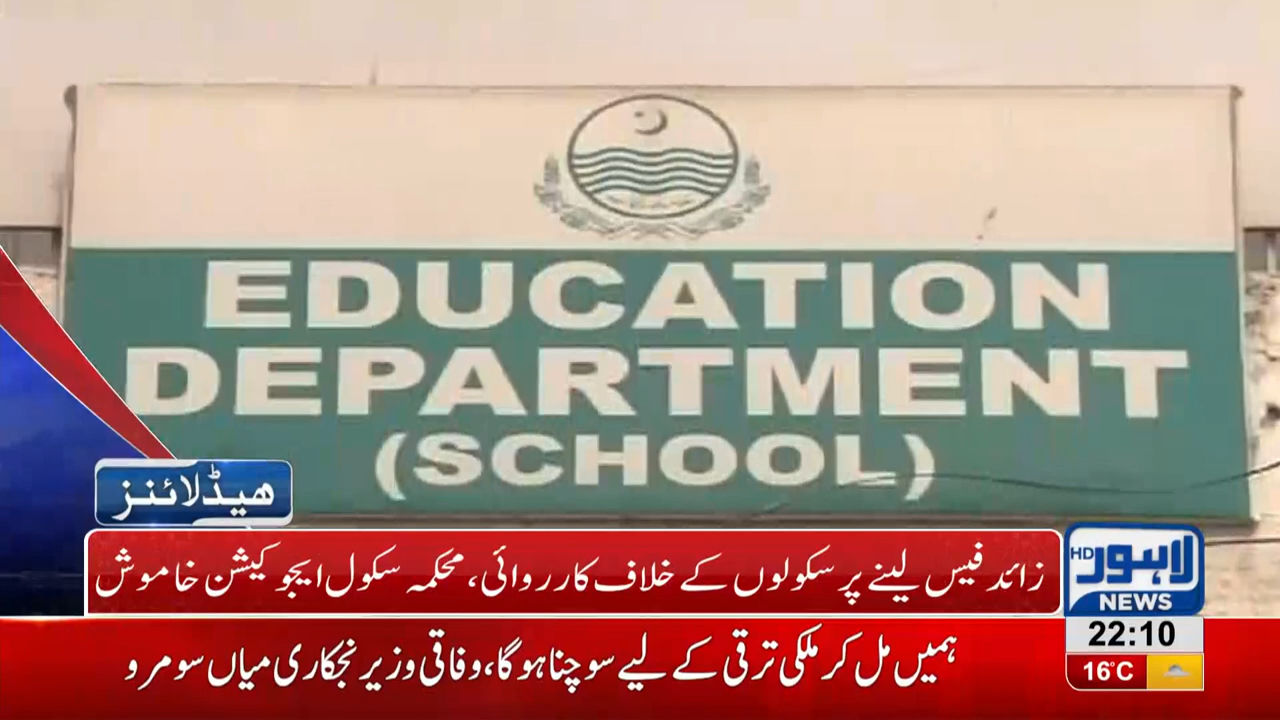 EDUCATION
DEPARTMENT
(SCHOOL)
ھیڈلائنز
زائد فیس لینے پر سکولوں کے خلاف کارروائی، محکمہ سکول ایجوکیشن خاموش
HD لاہور
NEWS
22:10
ہمیں مل کر ملکی ترقی کے لیے سوچنا ہوگا، وفاقی وزیر نجکاری میاں سومرو
16°C